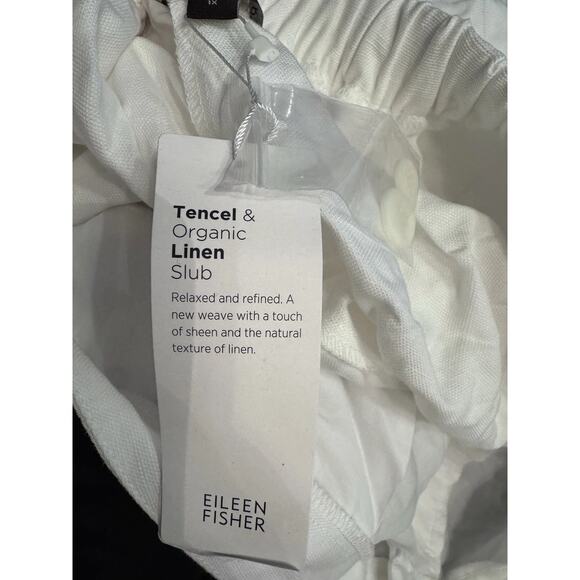 Tencel &
Organic
Linen
Slub
Relaxed and refined. A
new weave with a touch
of sheen and the natural
texture of linen.
EILEEN
FISHER